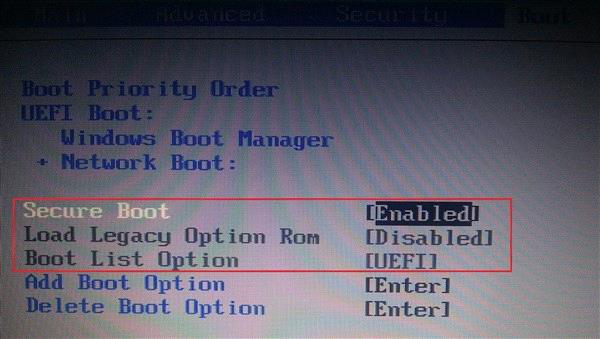 Main Advanced Security Boot
Boot Priority Order
UEFI Boot:
Windows Boot Manager
+ Network Boot:
Secure Boot [Enabled]
Load Legacy Option Rom [Disabled]
Boot List Option [UEFI]
Add Boot Option [Enter]
Delete Boot Option [Enter]